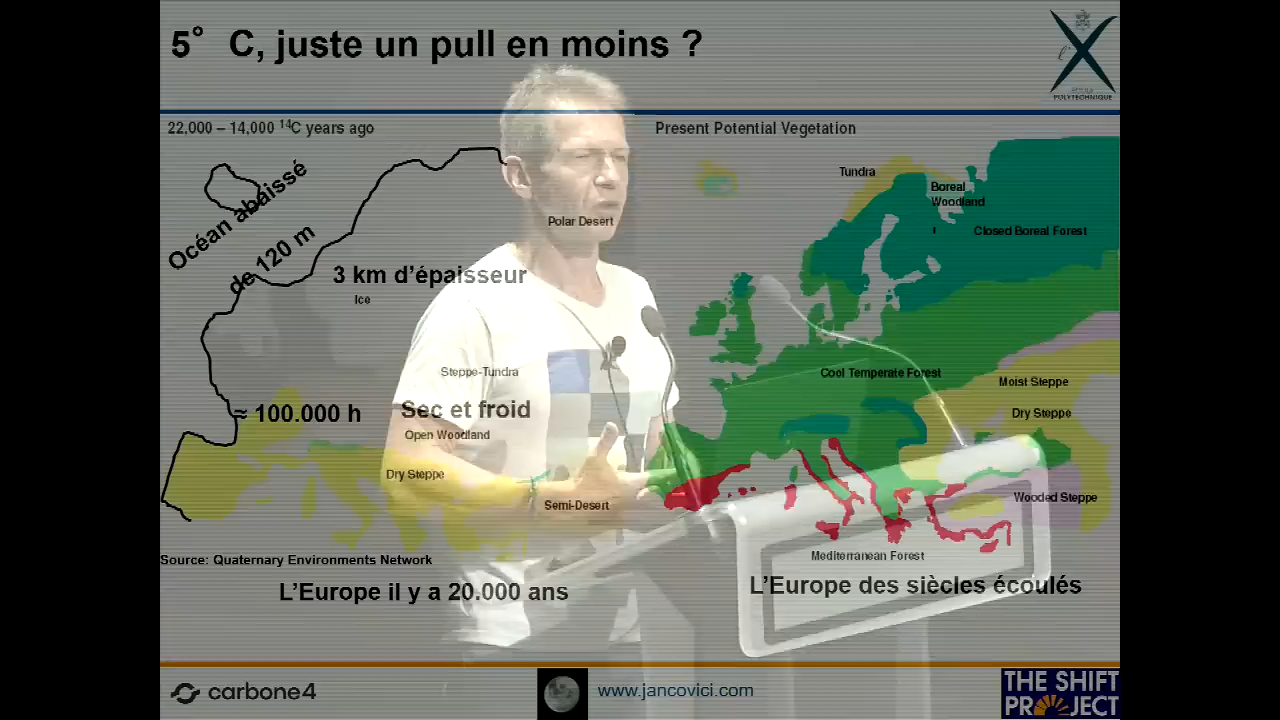 5° C, juste un pull en moins ?
ÉCOLE
POLYTECHNIQUE
22,000 – 14,000 14C years ago
Present Potential Vegetation
Océan abaissé
de 120 m
3 km d’épaisseur
Ice
Polar Desert
Steppe-Tundra
≈ 100.000 h
Sec et froid
Open Woodland
Dry Steppe
Semi-Desert
Tundra
Boreal
Woodland
Closed Boreal Forest
Cool Temperate Forest
Moist Steppe
Dry Steppe
Wooded Steppe
Mediterranean Forest
Source: Quaternary Environments Network
L’Europe il y a 20.000 ans
L’Europe des siècles écoulés
carbone4
www.jancovici.com
THE SHIFT
PROJECT